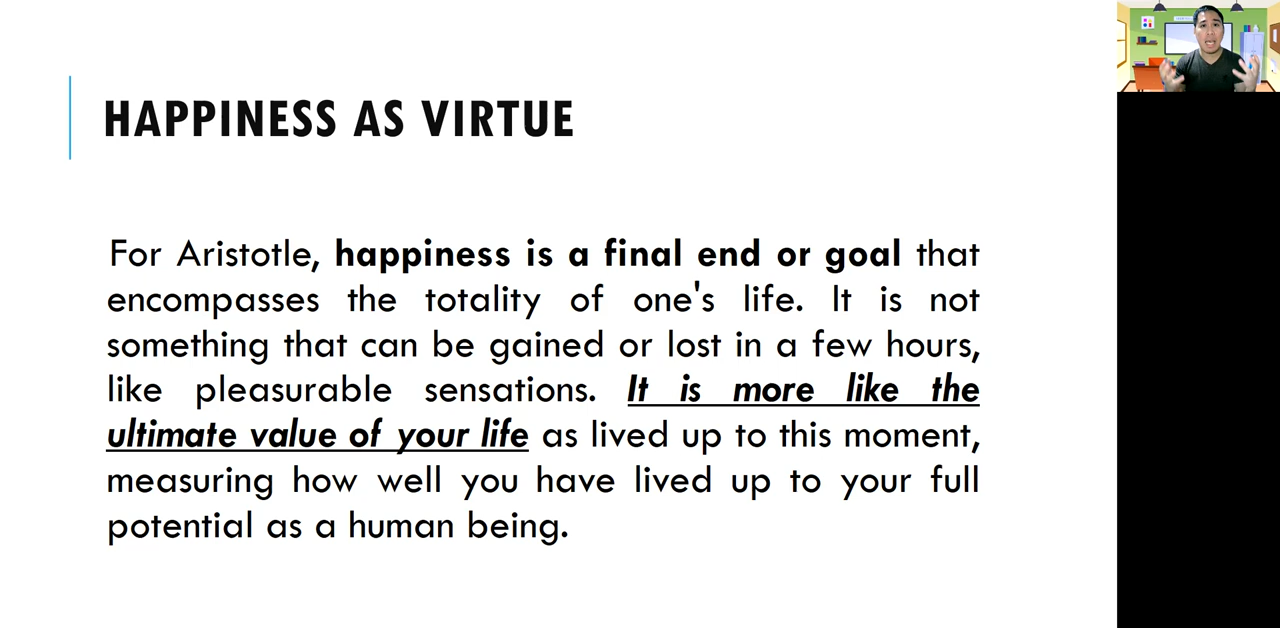 HAPPINESS AS VIRTUE
For Aristotle, happiness is a final end or goal that
encompasses the totality of one's life. It is not
something that can be gained or lost in a few hours,
like pleasurable sensations. It is more like the
ultimate value of your life as lived up to this moment,
measuring how well you have lived up to your full
potential as a human being.